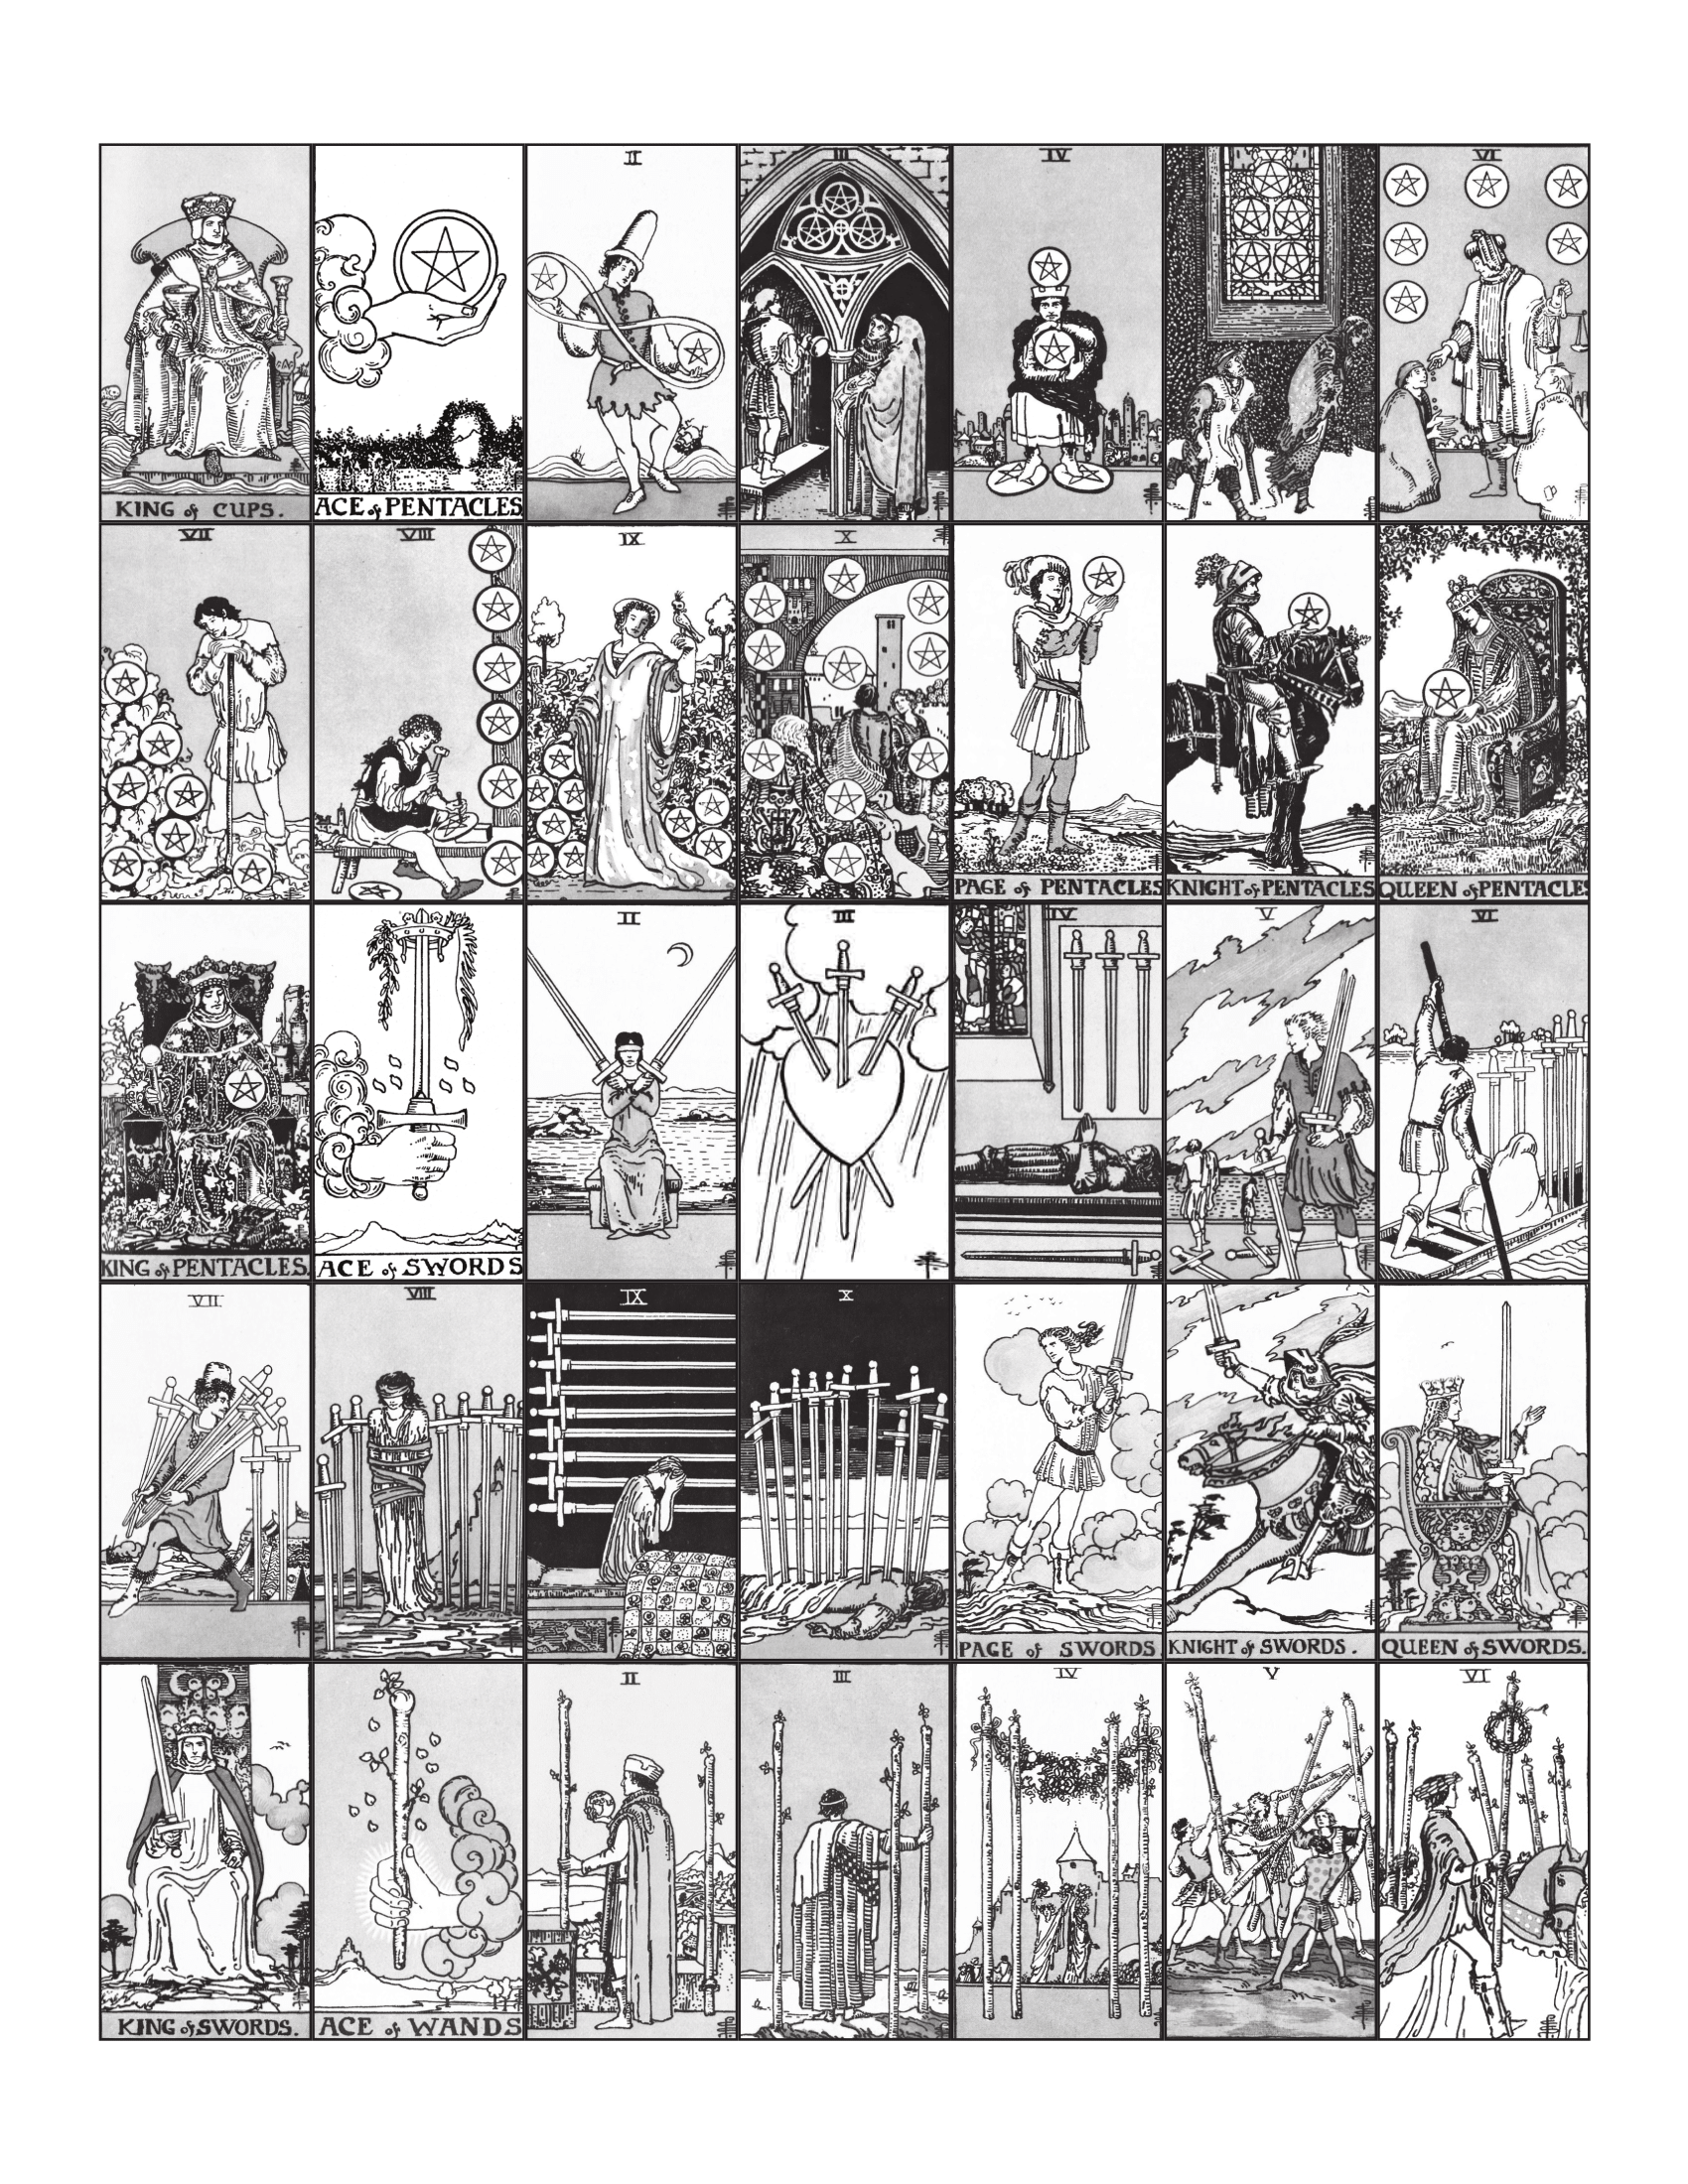 KING of CUPS.
ACE of PENTACLES
II
III
IV
V
VI
VII
VIII
IX
X
PAGE of PENTACLES
KNIGHT of PENTACLES
QUEEN of PENTACLES
KING of PENTACLES.
ACE of SWORDS
II
III
IV
V
VI
VII
VIII
IX
X
PAGE of SWORDS
KNIGHT of SWORDS.
QUEEN of SWORDS.
KING of SWORDS.
ACE of WANDS
II
III
IV
V
VI